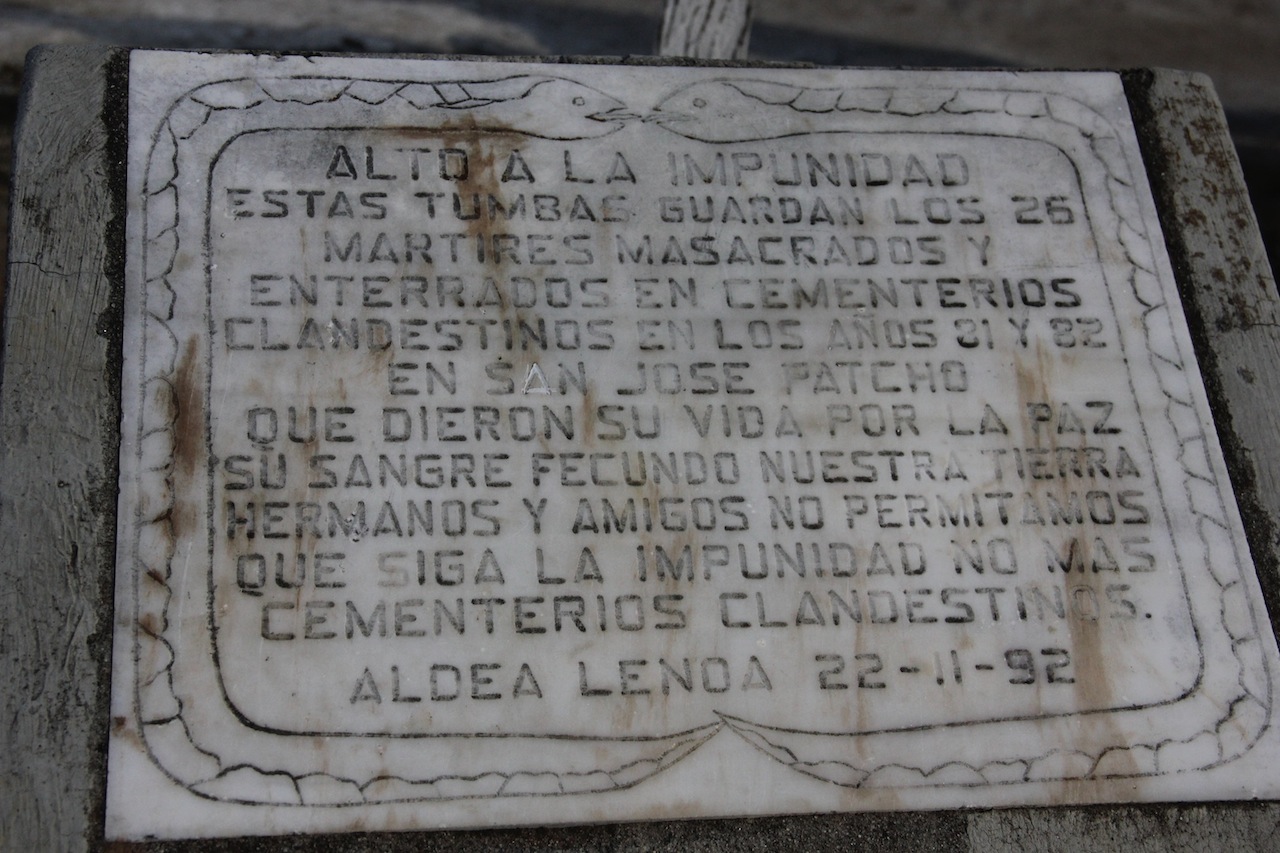 ALTO A LA IMPUNIDAD
ESTAS TUMBAS GUARDAN LOS 26
MARTIRES MASACRADOS Y
ENTERRADOS EN CEMENTERIOS
CLANDESTINOS EN LOS AÑOS 81 Y 82
EN SAN JOSE PATCHO
QUE DIERON SU VIDA POR LA PAZ
SU SANGRE FECUNDO NUESTRA TIERRA
HERMANOS Y AMIGOS NO PERMITAMOS
QUE SIGA LA IMPUNIDAD NO MAS
CEMENTERIOS CLANDESTINOS.
ALDEA LENOA 22-11-92